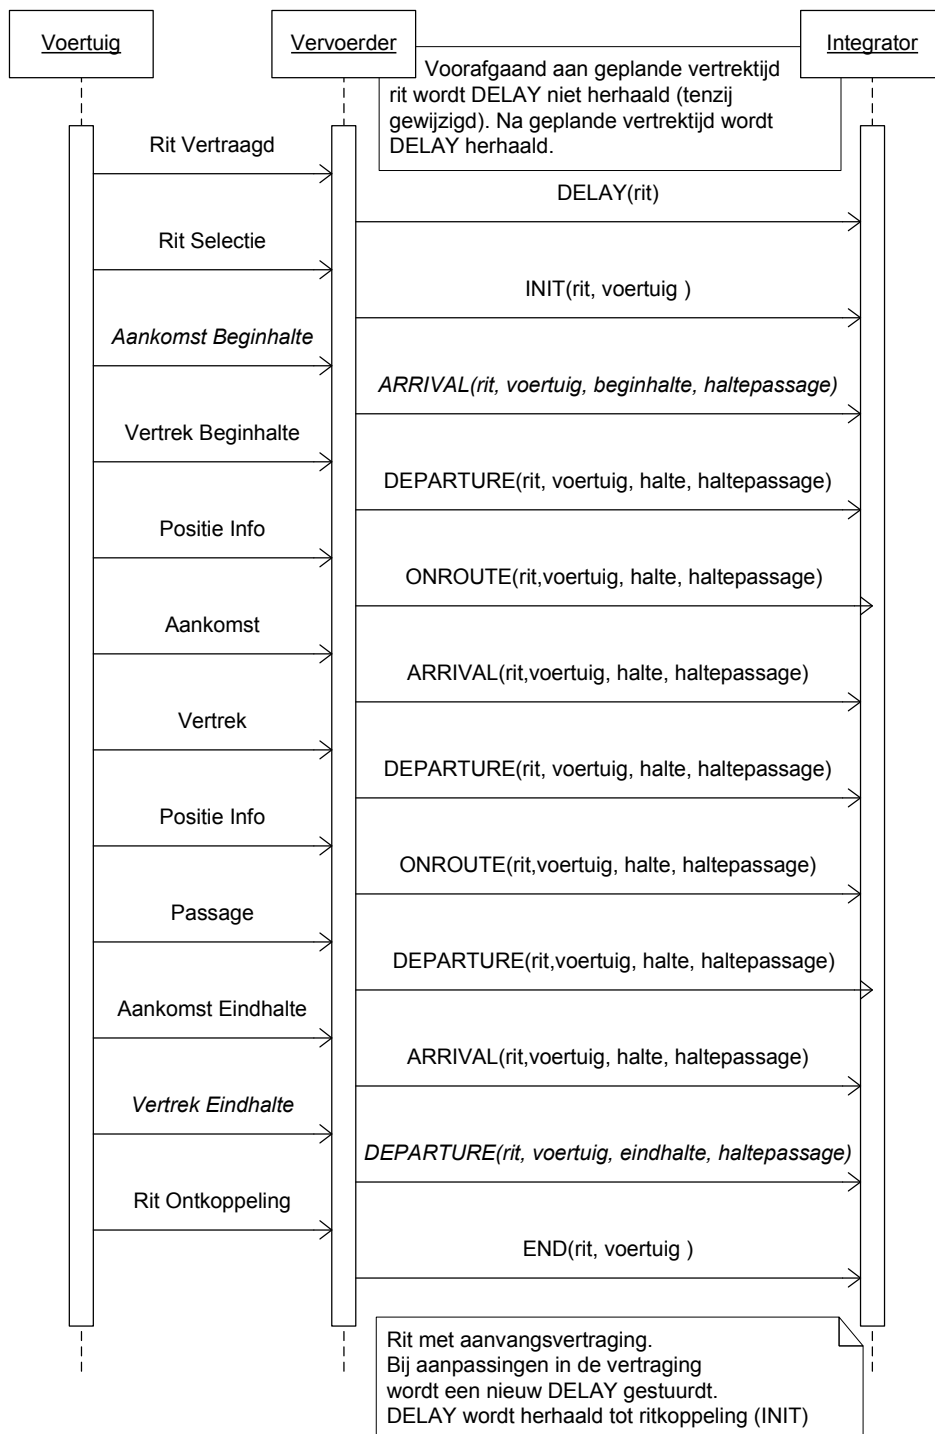 Voertuig
Vervoerder
Integrator
Voorafgaand aan geplande vertrektijd
rit wordt DELAY niet herhaald (tenzij
gewijzigd). Na geplande vertrektijd wordt
DELAY herhaald.
Rit Vertraagd
DELAY(rit)
Rit Selectie
INIT(rit, voertuig )
Aankomst Beginhalte
ARRIVAL(rit, voertuig, beginhalte, haltepassage)
Vertrek Beginhalte
DEPARTURE(rit, voertuig, halte, haltepassage)
Positie Info
ONROUTE(rit,voertuig, halte, haltepassage)
Aankomst
ARRIVAL(rit,voertuig, halte, haltepassage)
Vertrek
DEPARTURE(rit, voertuig, halte, haltepassage)
Positie Info
ONROUTE(rit,voertuig, halte, haltepassage)
Passage
DEPARTURE(rit,voertuig, halte, haltepassage)
Aankomst Eindhalte
ARRIVAL(rit,voertuig, halte, haltepassage)
Vertrek Eindhalte
DEPARTURE(rit, voertuig, eindhalte, haltepassage)
Rit Ontkoppeling
END(rit, voertuig )
Rit met aanvangsvertraging.
Bij aanpassingen in de vertraging
wordt een nieuw DELAY gestuurdt.
DELAY wordt herhaald tot ritkoppeling (INIT)